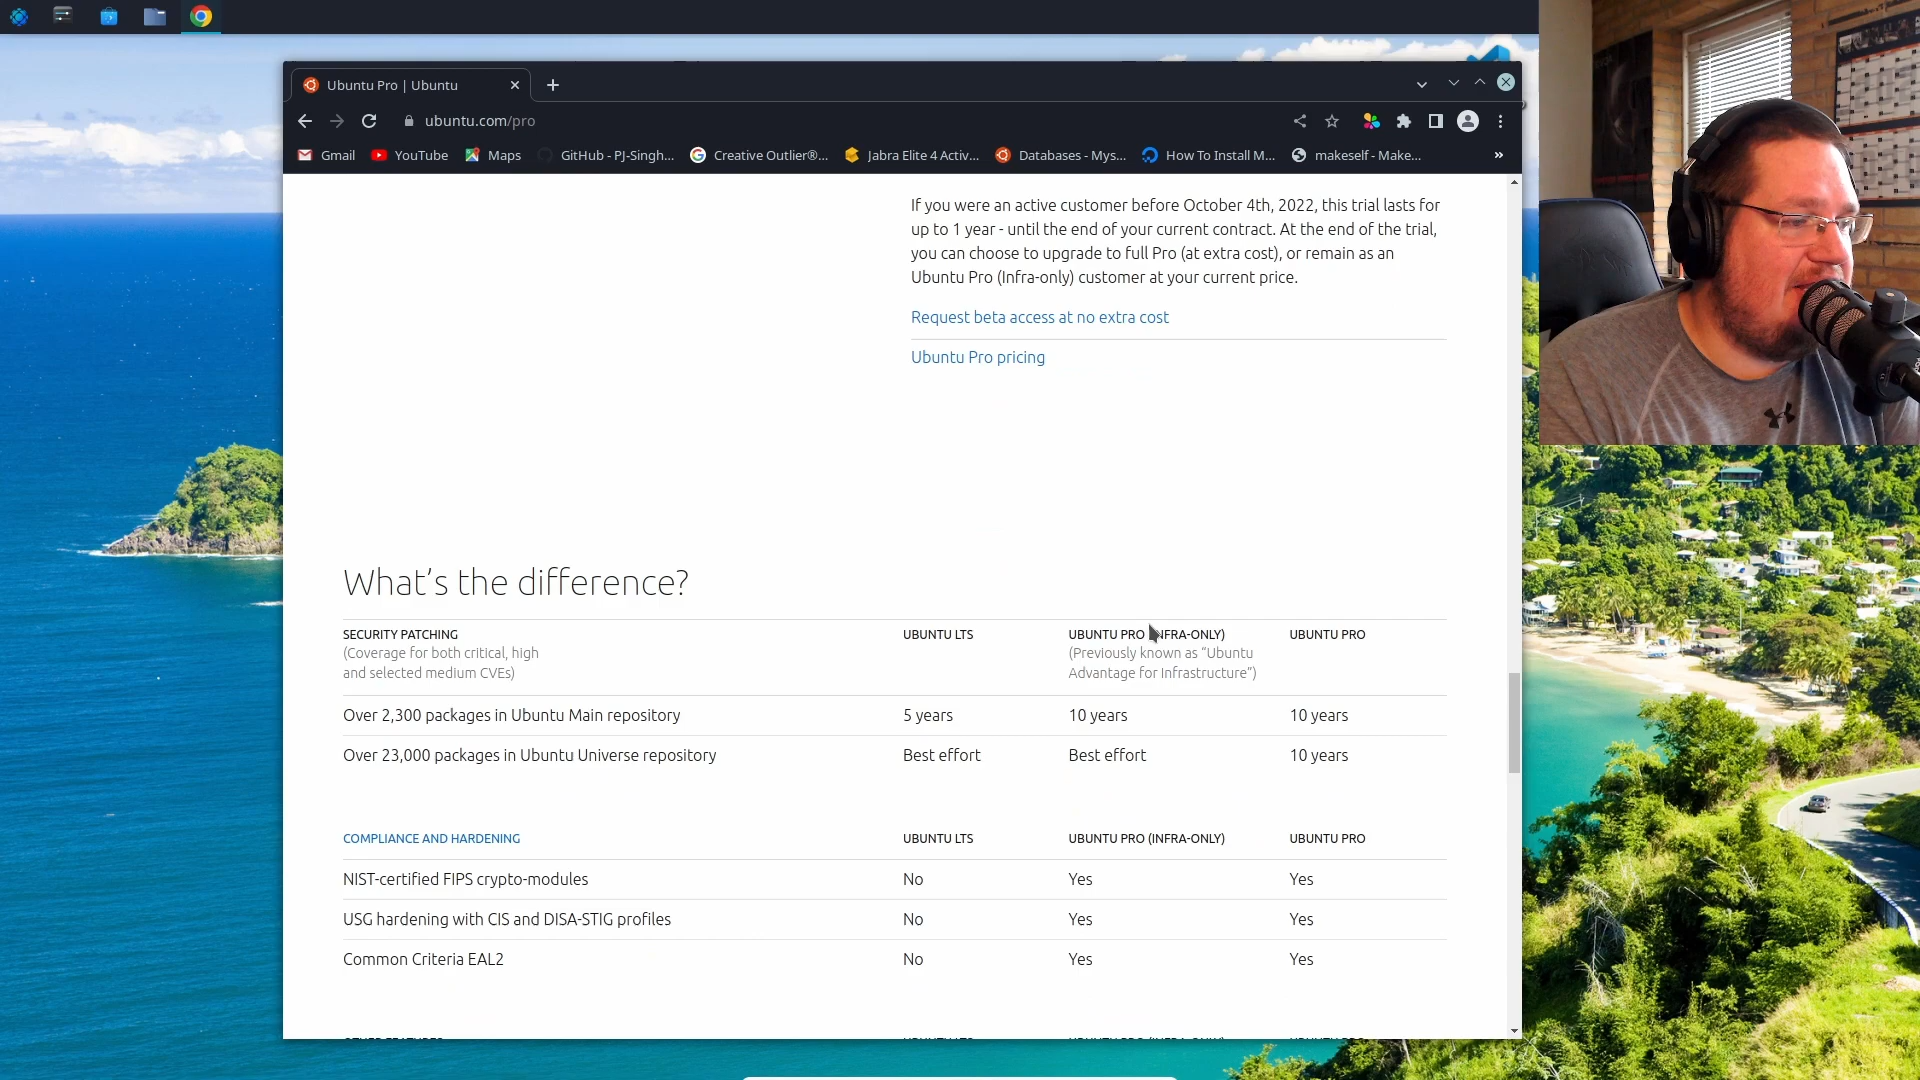 Ubuntu Pro | Ubuntu
ubuntu.com/pro
Gmail
YouTube
Maps
GitHub - PJ-Singh...
Creative Outlier®...
Jabra Elite 4 Activ...
Databases - Mys...
How To Install M...
makeself - Make...
»
If you were an active customer before October 4th, 2022, this trial lasts for
up to 1 year - until the end of your current contract. At the end of the trial,
you can choose to upgrade to full Pro (at extra cost), or remain as an
Ubuntu Pro (Infra-only) customer at your current price.
Request beta access at no extra cost
Ubuntu Pro pricing
What’s the difference?
SECURITY PATCHING UBUNTU LTS UBUNTU PRO (INFRA-ONLY) UBUNTU PRO
(Coverage for both critical, high (Previously known as “Ubuntu
and selected medium CVEs) Advantage for Infrastructure”)
Over 2,300 packages in Ubuntu Main repository 5 years 10 years 10 years
Over 23,000 packages in Ubuntu Universe repository Best effort Best effort 10 years
COMPLIANCE AND HARDENING UBUNTU LTS UBUNTU PRO (INFRA-ONLY) UBUNTU PRO
NIST-certified FIPS crypto-modules No Yes Yes
USG hardening with CIS and DISA-STIG profiles No Yes Yes
Common Criteria EAL2 No Yes Yes